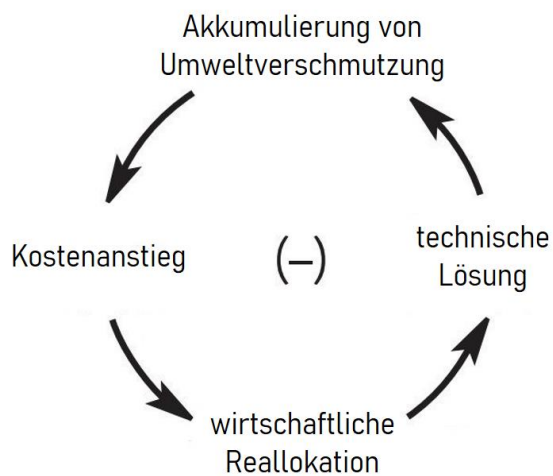 Akkumulierung von
Umweltverschmutzung
Kostenanstieg
(–)
technische
Lösung
wirtschaftliche
Reallokation